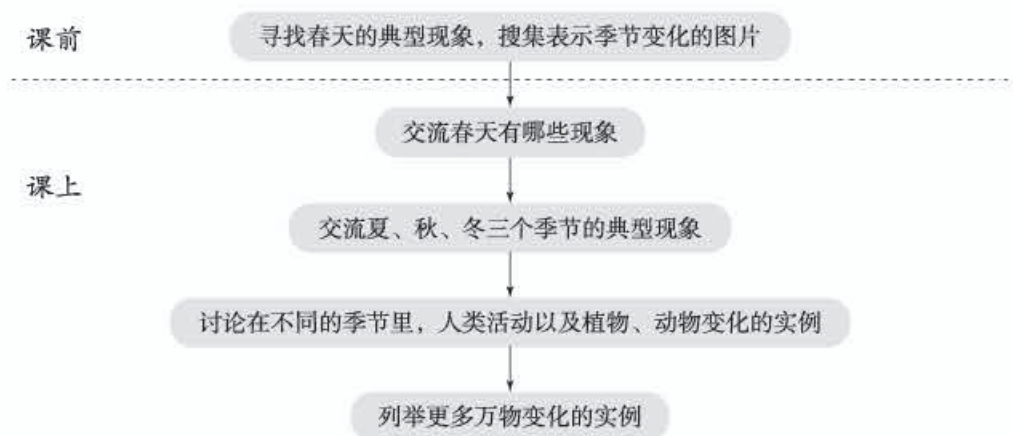 课前
寻找春天的典型现象，搜集表示季节变化的图片
交流春天有哪些现象
课上
交流夏、秋、冬三个季节的典型现象
讨论在不同的季节里，人类活动以及植物、动物变化的实例
列举更多万物变化的实例